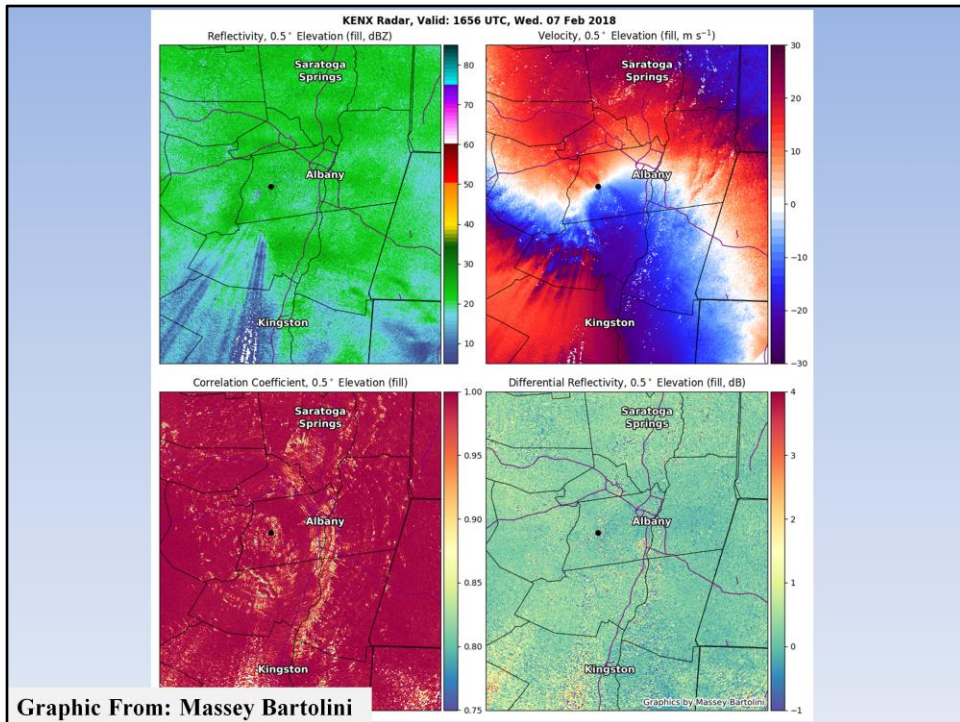 KENX Radar, Valid: 1656 UTC, Wed. 07 Feb 2018
Reflectivity, 0.5° Elevation (fill, dBZ)
Saratoga
Springs
Albany
Kingston
80
70
60
50
40
30
20
10
Velocity, 0.5° Elevation (fill, m s⁻¹)
Saratoga
Springs
Albany
Kingston
30
20
10
0
−10
−20
−30
Correlation Coefficient, 0.5° Elevation (fill)
Saratoga
Springs
Albany
Kingston
1.00
0.95
0.90
0.85
0.80
0.75
Differential Reflectivity, 0.5° Elevation (fill, dB)
Saratoga
Springs
Albany
Kingston
Graphics by Massey Bartolini
4
3
2
1
0
−1
Graphic From: Massey Bartolini